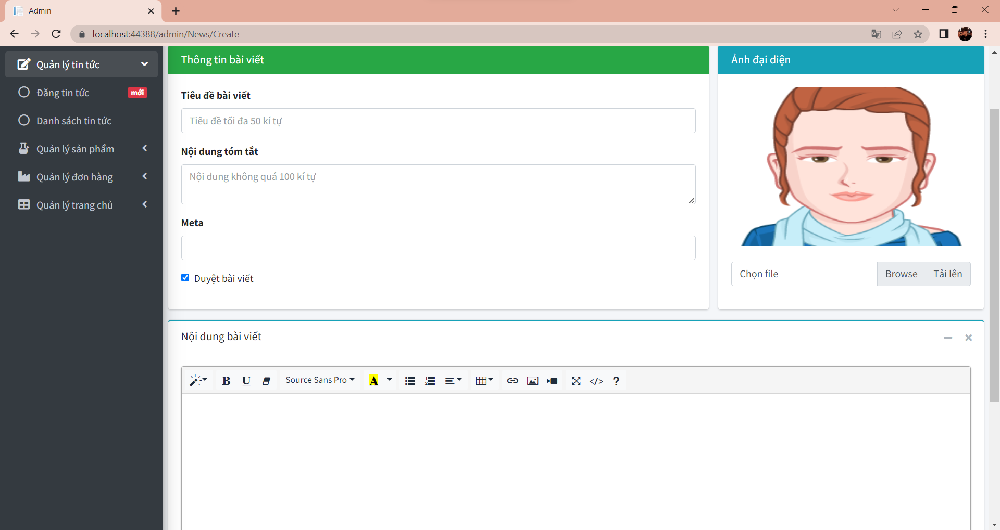 Admin
localhost:44388/admin/News/Create
Quản lý tin tức
Đăng tin tức mới
Danh sách tin tức
Quản lý sản phẩm
Quản lý đơn hàng
Quản lý trang chủ
Thông tin bài viết
Tiêu đề bài viết
Tiêu đề tối đa 50 kí tự
Nội dung tóm tắt
Nội dung không quá 100 kí tự
Meta
Duyệt bài viết
Ảnh đại diện
Chọn file Browse Tải lên
Nội dung bài viết
B U Source Sans Pro A </> ?